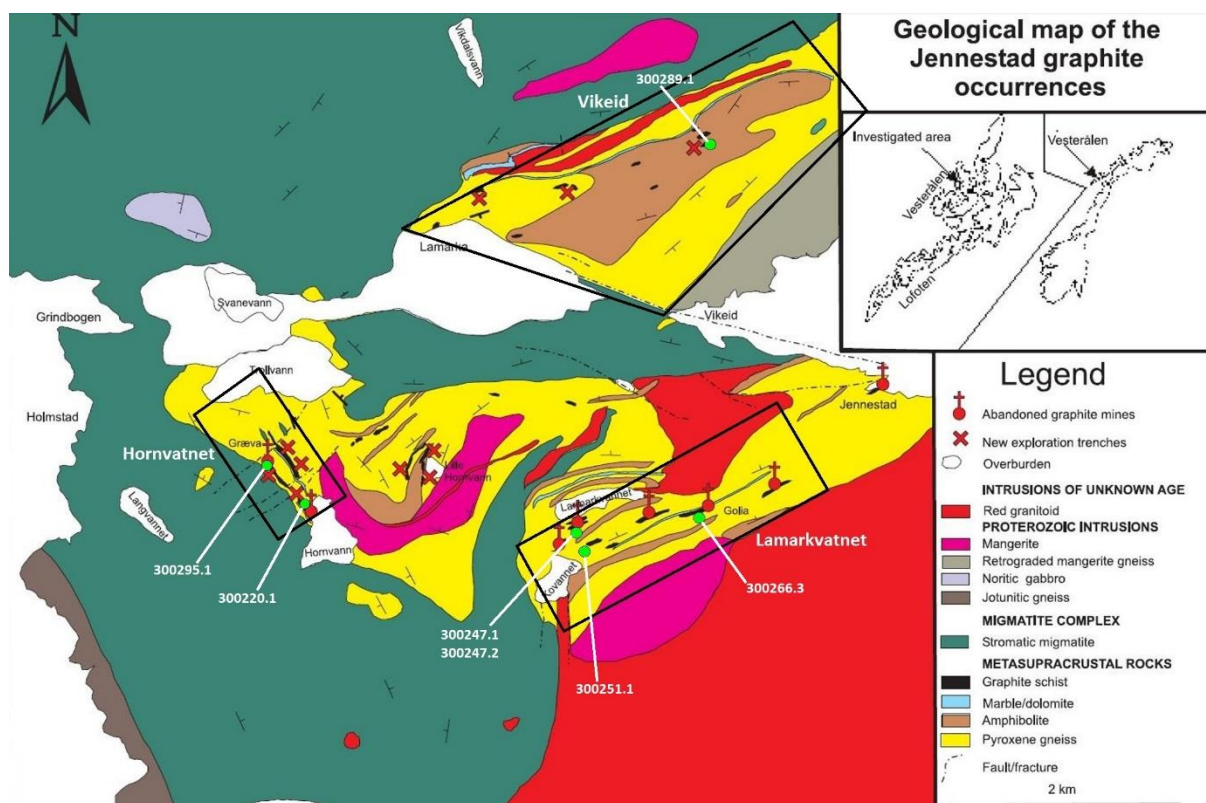 N
Vikdalsvann
300289.1
Vikeid
Geological map of the
Jennestad graphite
occurrences
Investigated area
Vesterålen
Vesterålen
Lofoten
Lamarka
Svanevann
Grindbogen
Vikeid
Trollvann
Holmstad
Græva
Hornvatnet
Lille
Hornvann
Jennestad
Langvannet
Hornvann
Lamarkvannet
Golia
Lamarkvatnet
Kovannet
300295.1
300220.1
300266.3
300247.1
300247.2
300251.1
Legend
Abandoned graphite mines
New exploration trenches
Overburden
INTRUSIONS OF UNKNOWN AGE
Red granitoid
PROTEROZOIC INTRUSIONS
Mangerite
Retrograded mangerite gneiss
Noritic gabbro
Jotunitic gneiss
MIGMATITE COMPLEX
Stromatic migmatite
METASUPRACRUSTAL ROCKS
Graphite schist
Marble/dolomite
Amphibolite
Pyroxene gneiss
Fault/fracture
2 km